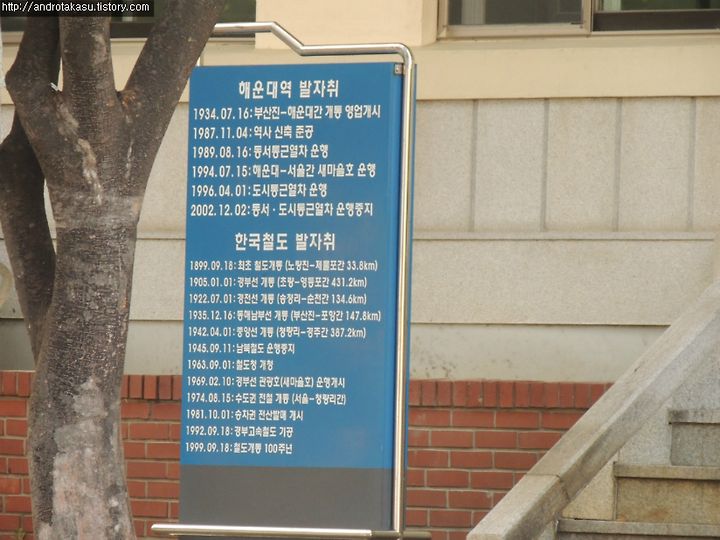 http://androtakasu.tistory.com
해운대역 발자취
1934.07.16:부산진-해운대간 개통 영업개시
1987.11.04:역사 신축 준공
1989.08.16:동서통근열차 운행
1994.07.15:해운대-서울간 새마을호 운행
1996.04.01:도시통근열차 운행
2002.12.02:동서·도시통근열차 운행중지
한국철도 발자취
1899.09.18:최초 철도개통 (노량진-제물포간 33.8km)
1905.01.01:경부선 개통 (초량-영등포간 431.2km)
1922.07.01:경전선 개통 (송정리-순천간 134.6km)
1935.12.16:동해남부선 개통 (부산진-포항간 147.8km)
1942.04.01:중앙선 개통 (청량리-경주간 387.2km)
1945.09.11:남북철도 운행중지
1963.09.01:철도청 개청
1969.02.10:경부선 관광호(새마을호) 운행개시
1974.08.15:수도권 전철 개통 (서울-청량리간)
1981.10.01:승차권 전산발매 개시
1992.09.18:경부고속철도 기공
1999.09.18:철도개통 100주년